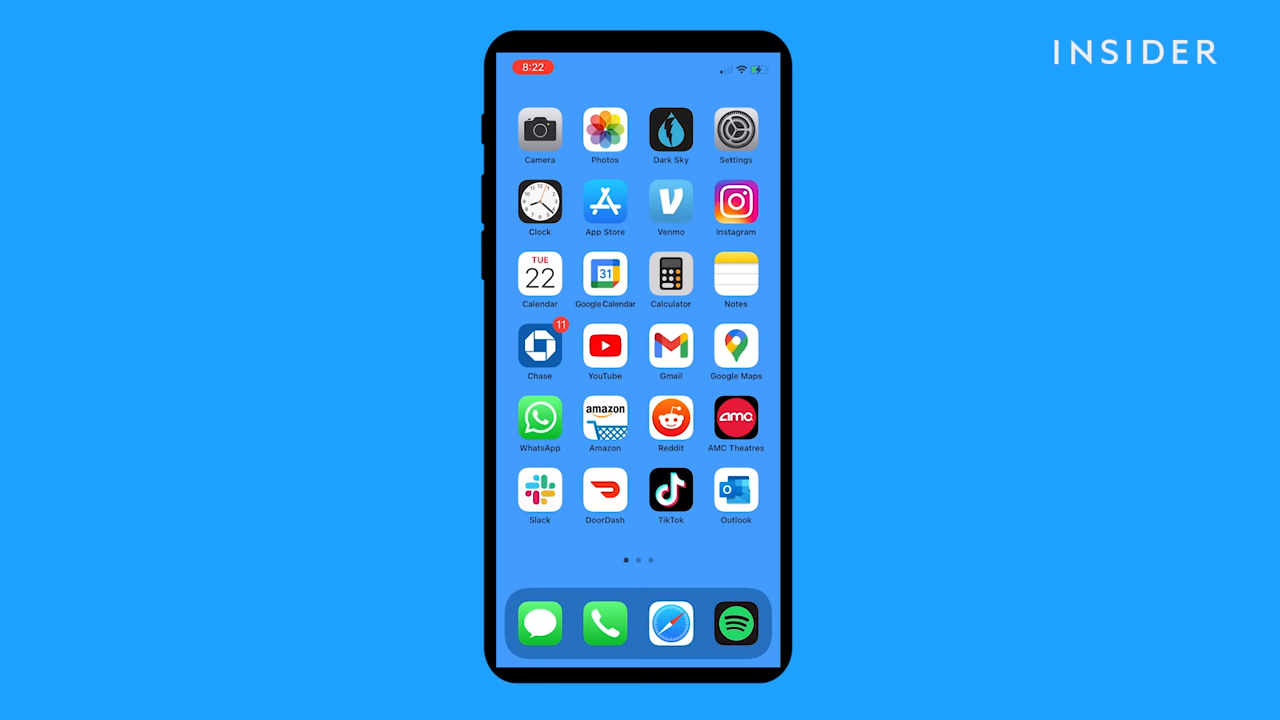 INSIDER
8:22
Camera
Photos
Dark Sky
Settings
12
Clock
App Store
Venmo
Instagram
TUE
22
31
Calendar
Google Calendar
Calculator
Notes
11
Chase
YouTube
Gmail
Google Maps
amazon
amc
WhatsApp
Amazon
Reddit
AMC Theatres
Slack
DoorDash
TikTok
Outlook